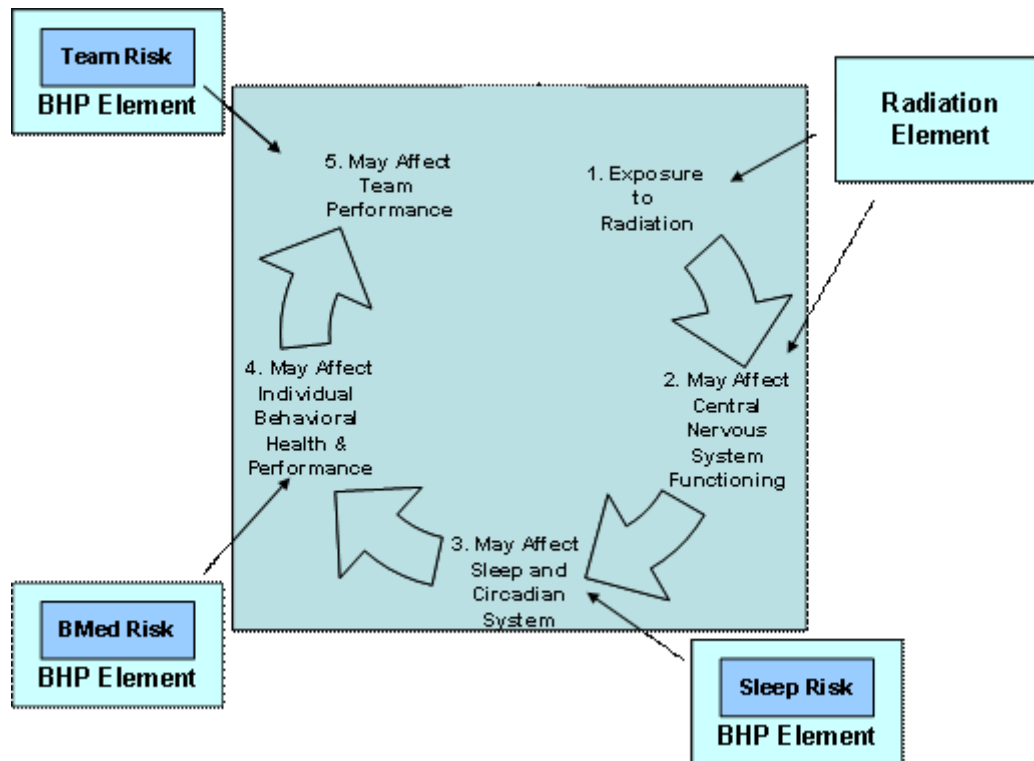 Team Risk
BHP Element
Radiation
Element
5. May Affect
Team
Performance
1. Exposure
to
Radiation
4. May Affect
Individual
Behavioral
Health &
Performance
2. May Affect
Central
Nervous
System
Functioning
3. May Affect
Sleep and
Circadian
System
BMed Risk
BHP Element
Sleep Risk
BHP Element